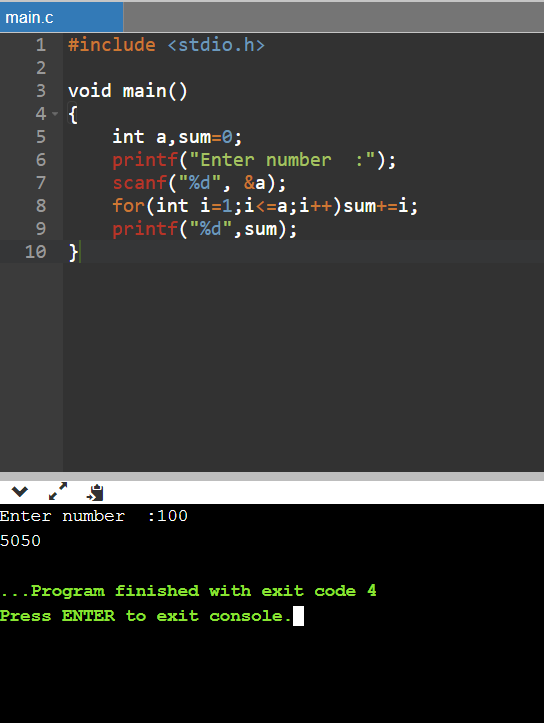 main.c
1 #include <stdio.h>
2
3 void main()
4 {
5     int a,sum=0;
6     printf("Enter number  :");
7     scanf("%d", &a);
8     for(int i=1;i<=a;i++)sum+=i;
9     printf("%d",sum);
10 }
Enter number  :100
5050
...Program finished with exit code 4
Press ENTER to exit console.